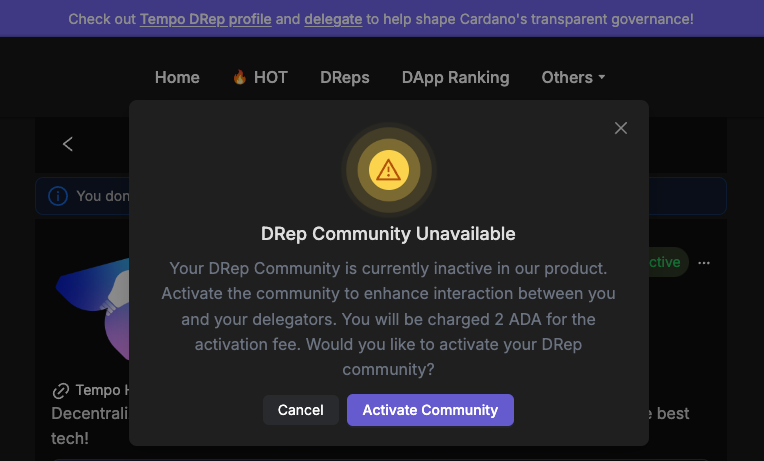 Check out Tempo DRep profile and delegate to help shape Cardano's transparent governance!
Home 🔥 HOT DReps DApp Ranking Others
You don
DRep Community Unavailable
Your DRep Community is currently inactive in our product.
Activate the community to enhance interaction between you
and your delegators. You will be charged 2 ADA for the
activation fee. Would you like to activate your DRep
community?
ctive
Tempo
Cancel
Activate Community
Decentrali
best
tech!